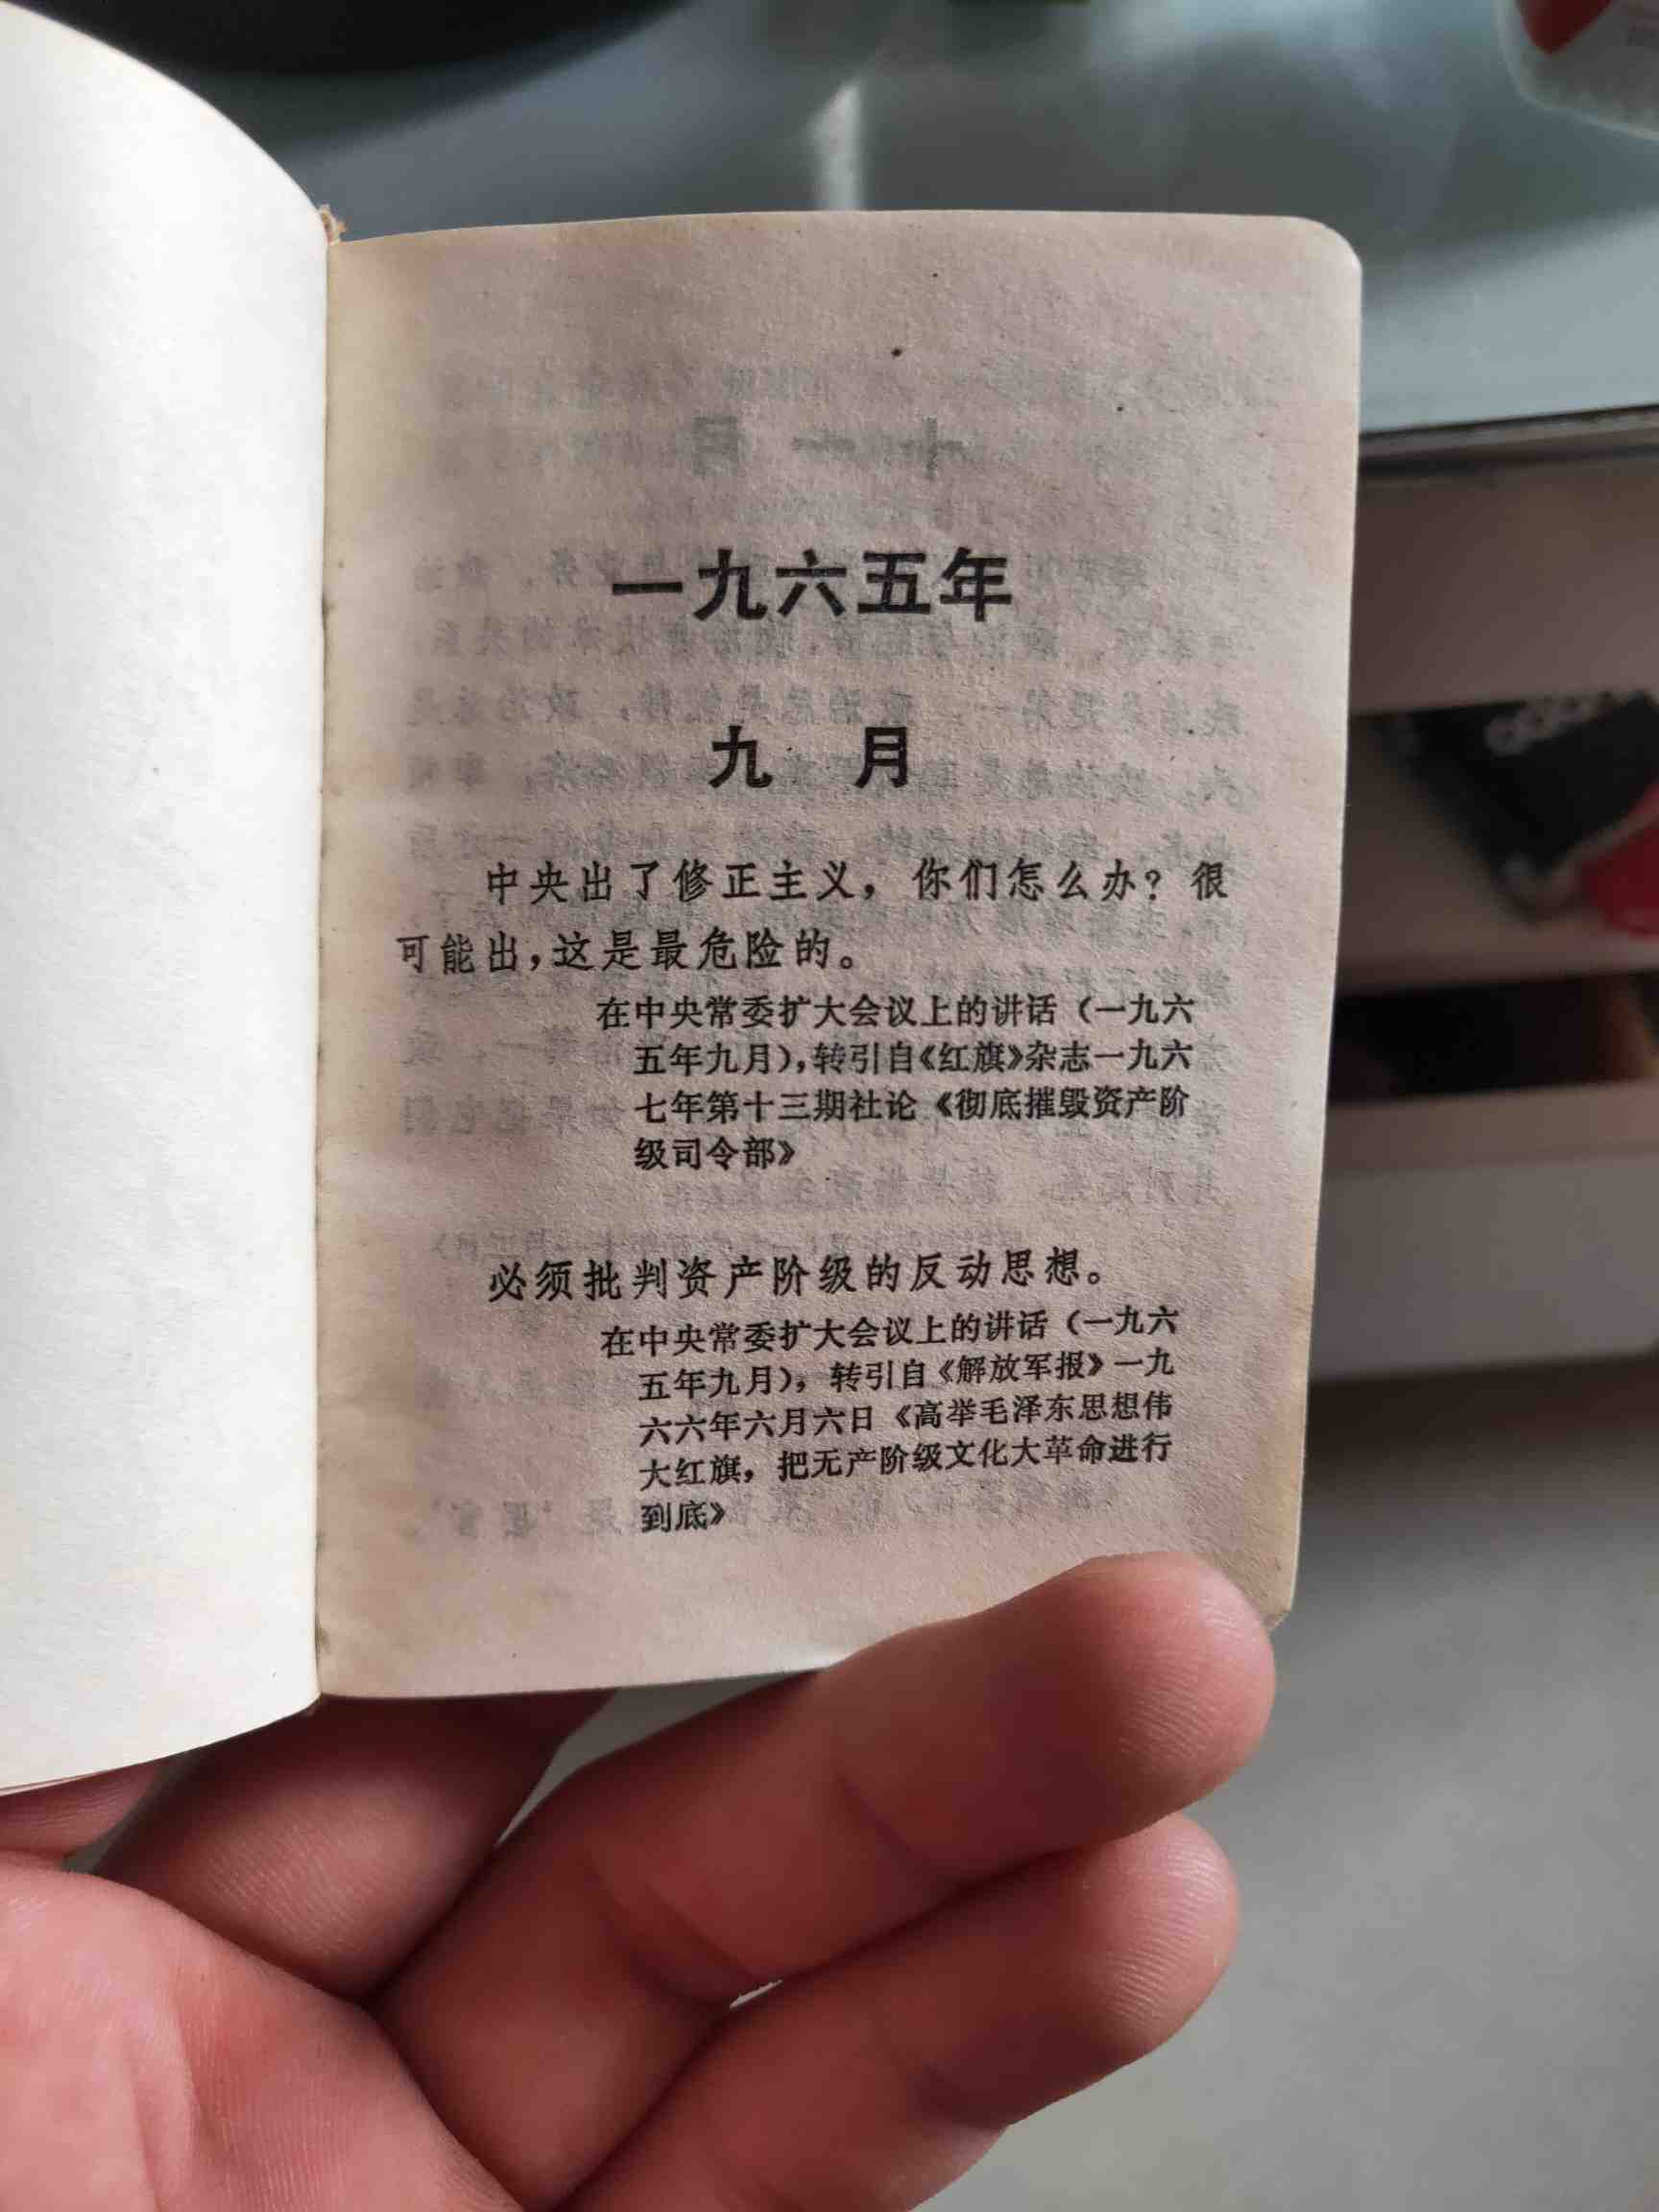 一九六五年
九 月
中央出了修正主义，你们怎么办？很
可能出，这是最危险的。
在中央常委扩大会议上的讲话（一九六
五年九月），转引自《红旗》杂志一九六
七年第十三期社论《彻底摧毁资产阶
级司令部》
必须批判资产阶级的反动思想。
在中央常委扩大会议上的讲话（一九六
五年九月），转引自《解放军报》一九
六六年六月六日《高举毛泽东思想伟
大红旗，把无产阶级文化大革命进行
到底》